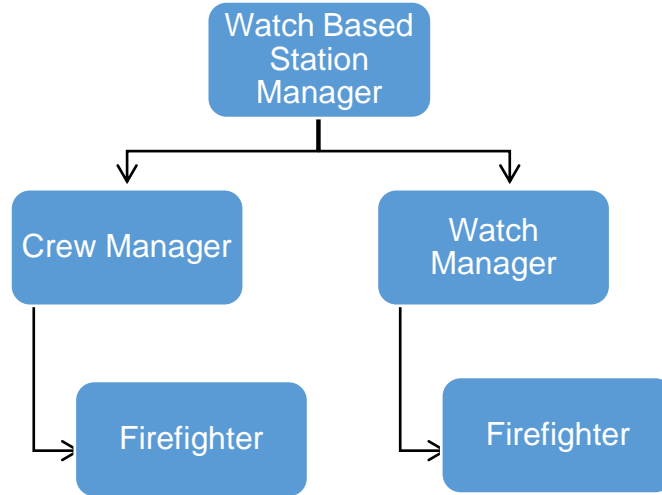 Watch Based
Station
Manager
Crew Manager
Watch
Manager
Firefighter
Firefighter